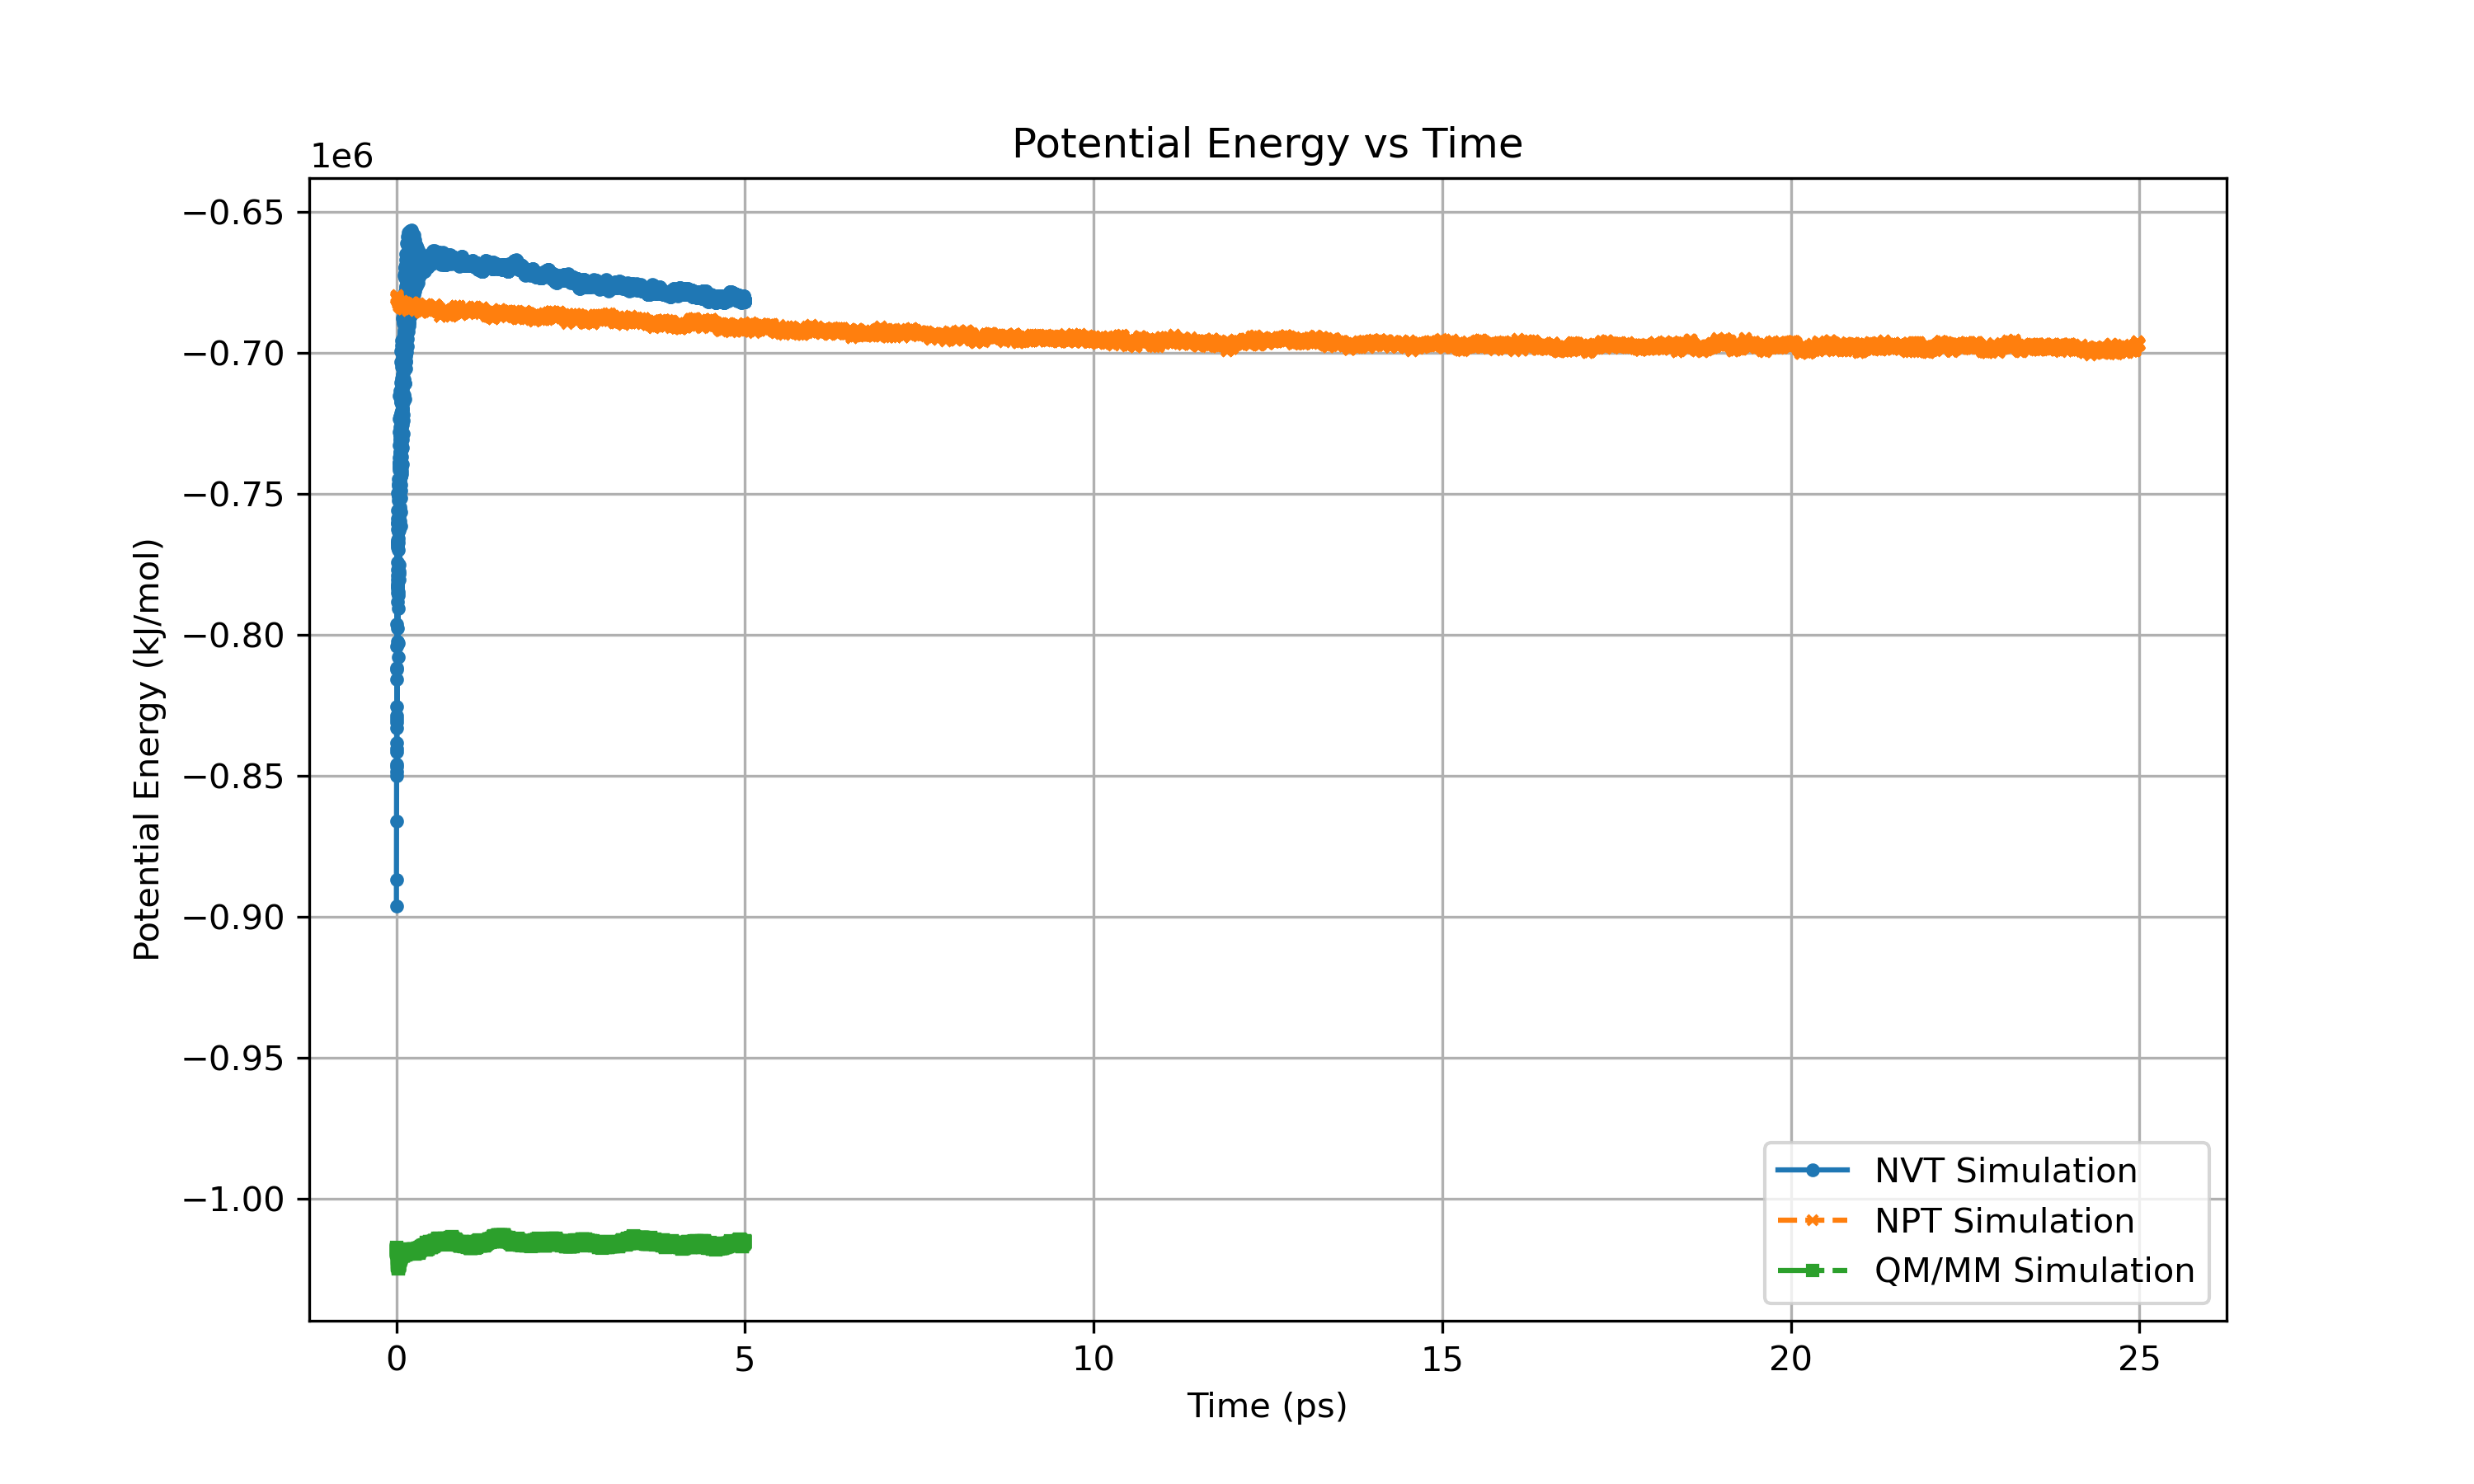 Potential Energy vs Time
1e6
−0.65
−0.70
−0.75
−0.80
−0.85
−0.90
−0.95
−1.00
Potential Energy (kJ/mol)
NVT Simulation
NPT Simulation
QM/MM Simulation
0 5 10 15 20 25
Time (ps)